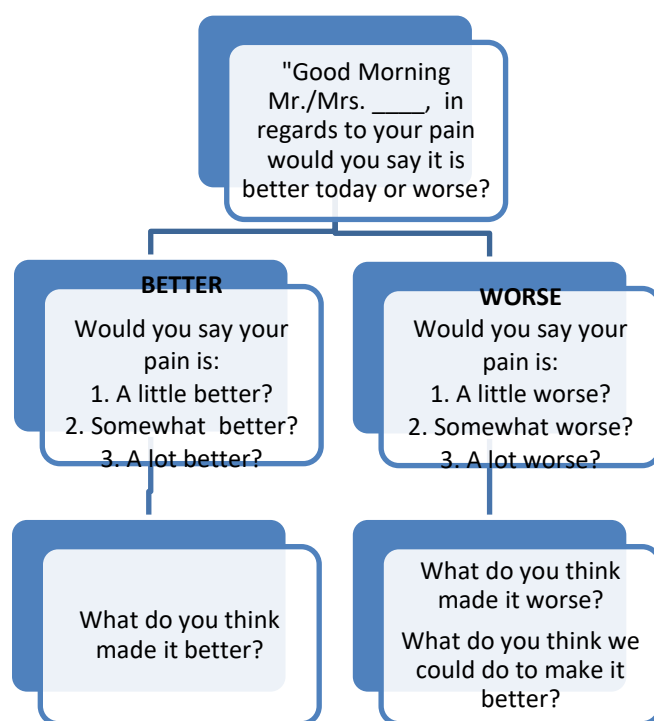 "Good Morning
Mr./Mrs. ____, in
regards to your pain
would you say it is
better today or worse?
BETTER
Would you say your
pain is:
1. A little better?
2. Somewhat better?
3. A lot better?
WORSE
Would you say your
pain is:
1. A little worse?
2. Somewhat worse?
3. A lot worse?
What do you think
made it better?
What do you think
made it worse?
What do you think we
could do to make it
better?